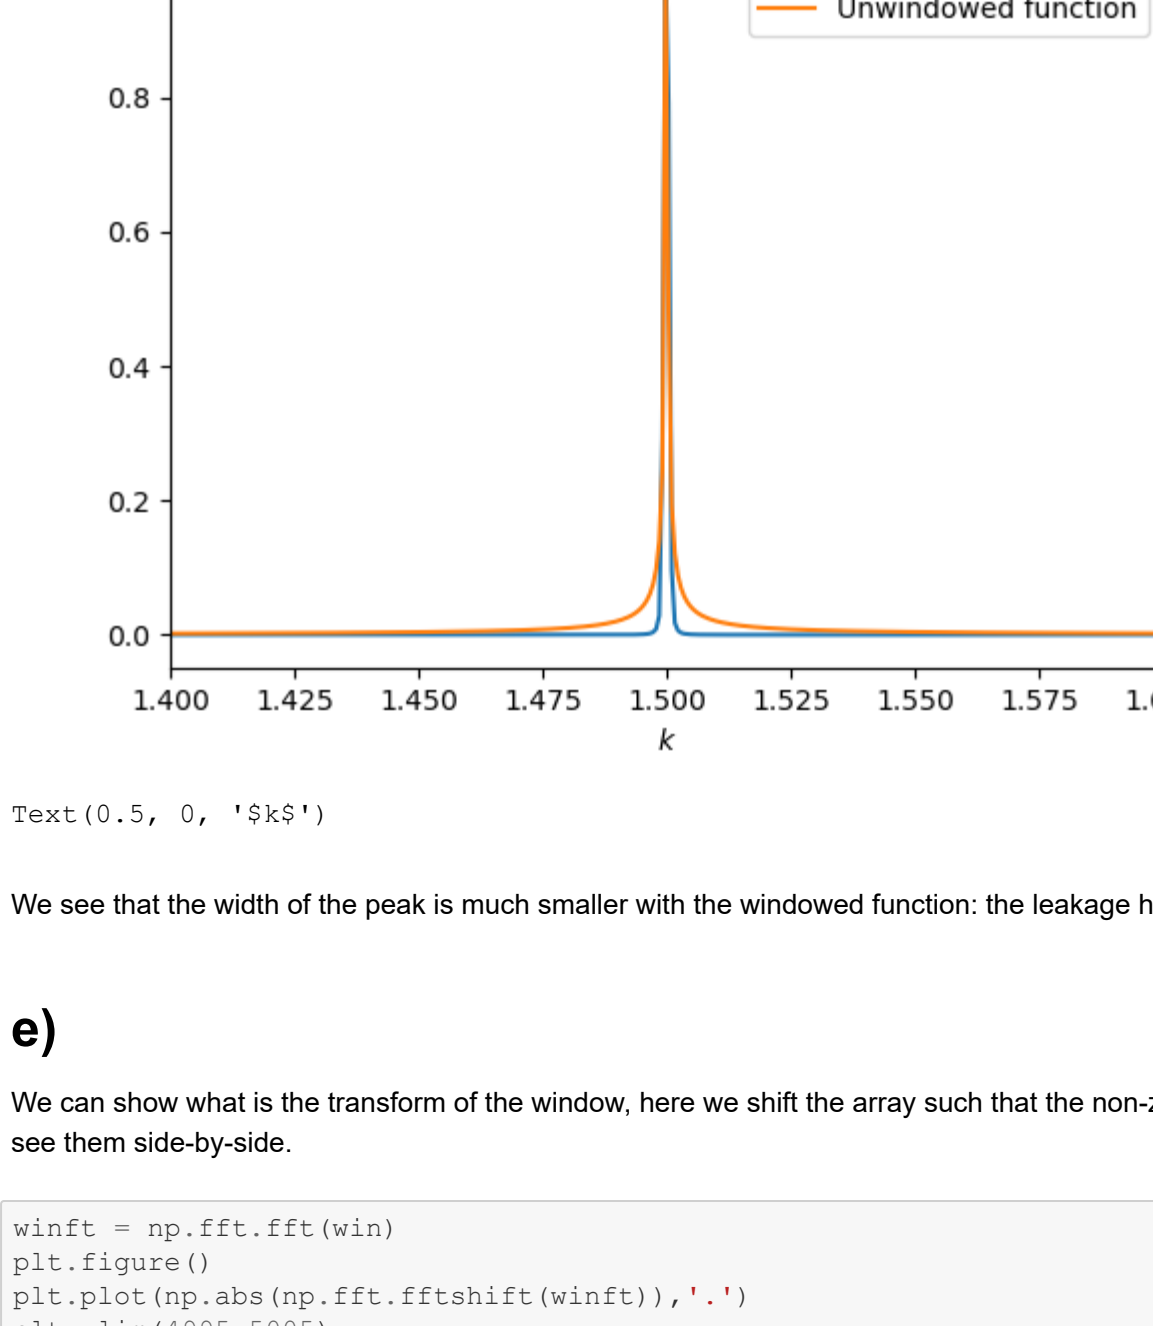 Unwindowed function
0.8
0.6
0.4
0.2
0.0
1.400 1.425 1.450 1.475 1.500 1.525 1.550 1.575
k
Text(0.5, 0, '$k$')
We see that the width of the peak is much smaller with the windowed function: the leakage
e)
We can show what is the transform of the window, here we shift the array such that the
see them side-by-side.
winft = np.fft.fft(win)
plt.figure()
plt.plot(np.abs(np.fft.fftshift(winft)),'.')